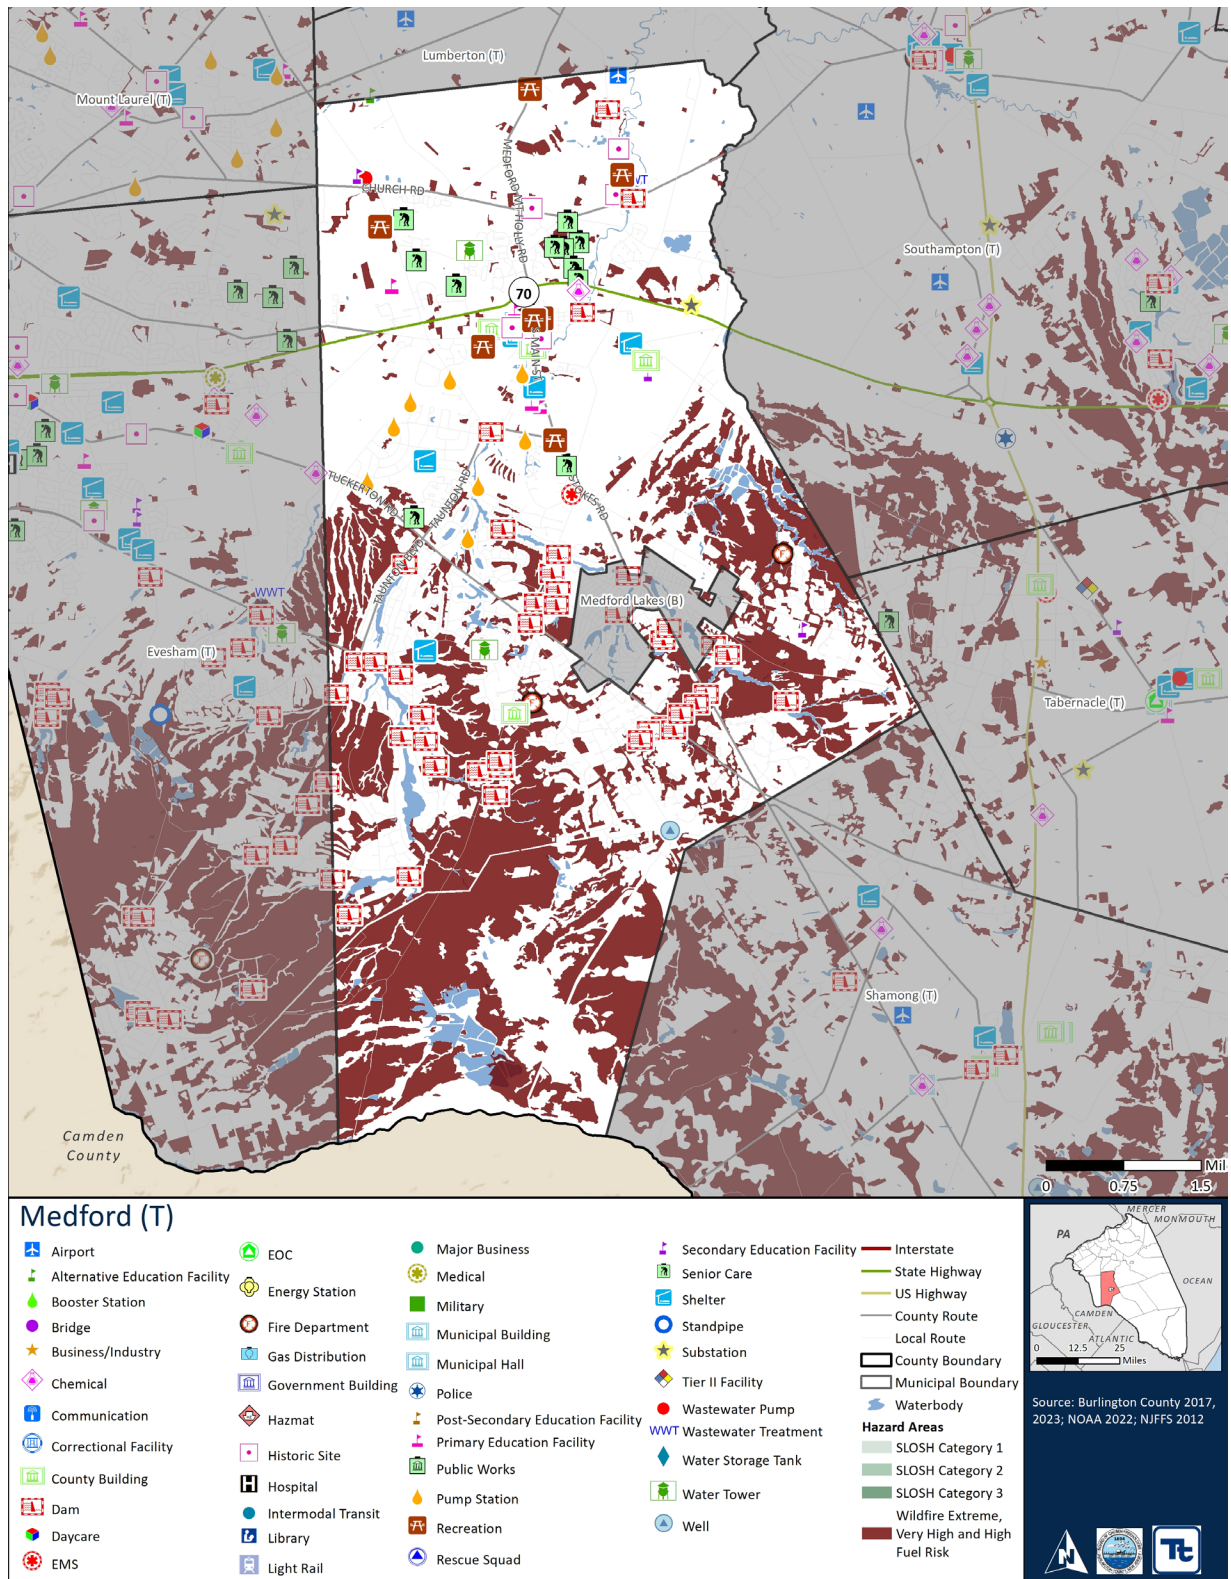 Lumberton (T)
Mount Laurel (T)
MEDFORD MT HOLLY RD
WT
CHURCH RD
Southampton (T)
70
S MAIN ST
TUCKERTON RD
TAUNTON RD
STOKES RD
TAUNTON BLVD
Medford Lakes (B)
WWT
Evesham (T)
Tabernacle (T)
Shamong (T)
Camden
County
Mil
0 0.75 1.5
Medford (T)
Airport
Alternative Education Facility
Booster Station
Bridge
Business/Industry
Chemical
Communication
Correctional Facility
County Building
Dam
Daycare
EMS
EOC
Energy Station
Fire Department
Gas Distribution
Government Building
Hazmat
Historic Site
Hospital
Intermodal Transit
Library
Light Rail
Major Business
Medical
Military
Municipal Building
Municipal Hall
Police
Post-Secondary Education Facility
Primary Education Facility
Public Works
Pump Station
Recreation
Rescue Squad
Secondary Education Facility
Senior Care
Shelter
Standpipe
Substation
Tier II Facility
Wastewater Pump
WWT Wastewater Treatment
Water Storage Tank
Water Tower
Well
Interstate
State Highway
US Highway
County Route
Local Route
County Boundary
Municipal Boundary
Waterbody
Hazard Areas
SLOSH Category 1
SLOSH Category 2
SLOSH Category 3
Wildfire Extreme,
Very High and High
Fuel Risk
MERCER
MONMOUTH
PA
OCEAN
CAMDEN
GLOUCESTER
ATLANTIC
0 12.5 25
Miles
Source: Burlington County 2017,
2023; NOAA 2022; NJFFS 2012
N
Tt